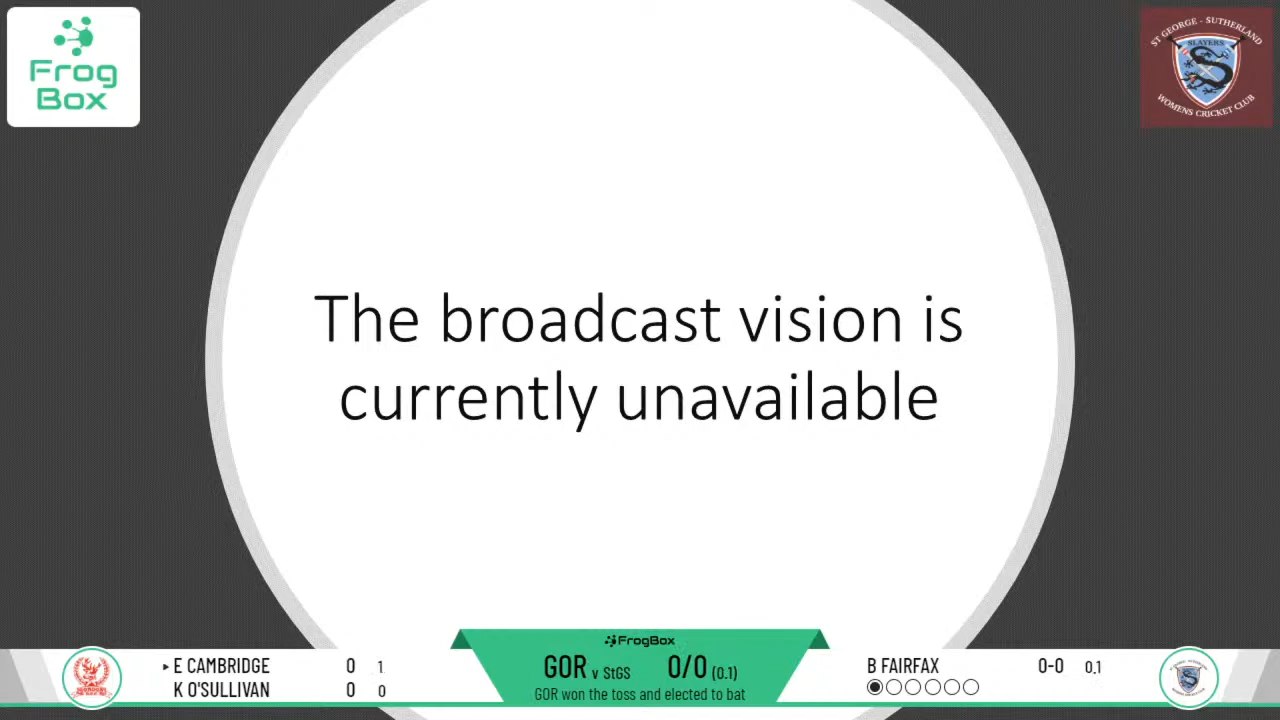 Frog
Box
ST GEORGE - SUTHERLAND
SLAYERS
WOMENS CRICKET CLUB
The broadcast vision is
currently unavailable
FrogBox
E CAMBRIDGE 0 1
K O'SULLIVAN 0 0
GOR v StGS 0/0 (0.1)
GOR won the toss and elected to bat
B FAIRFAX 0-0 0.1